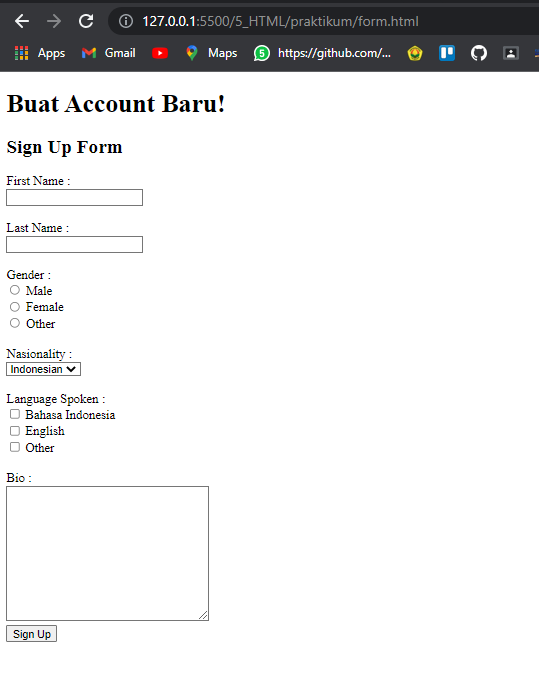 127.0.0.1:5500/5_HTML/praktikum/form.html
Apps Gmail Maps 5 https://github.com/...
Buat Account Baru!
Sign Up Form
First Name :
Last Name :
Gender :
Male
Female
Other
Nasionality :
Indonesian
Language Spoken :
Bahasa Indonesia
English
Other
Bio :
Sign Up